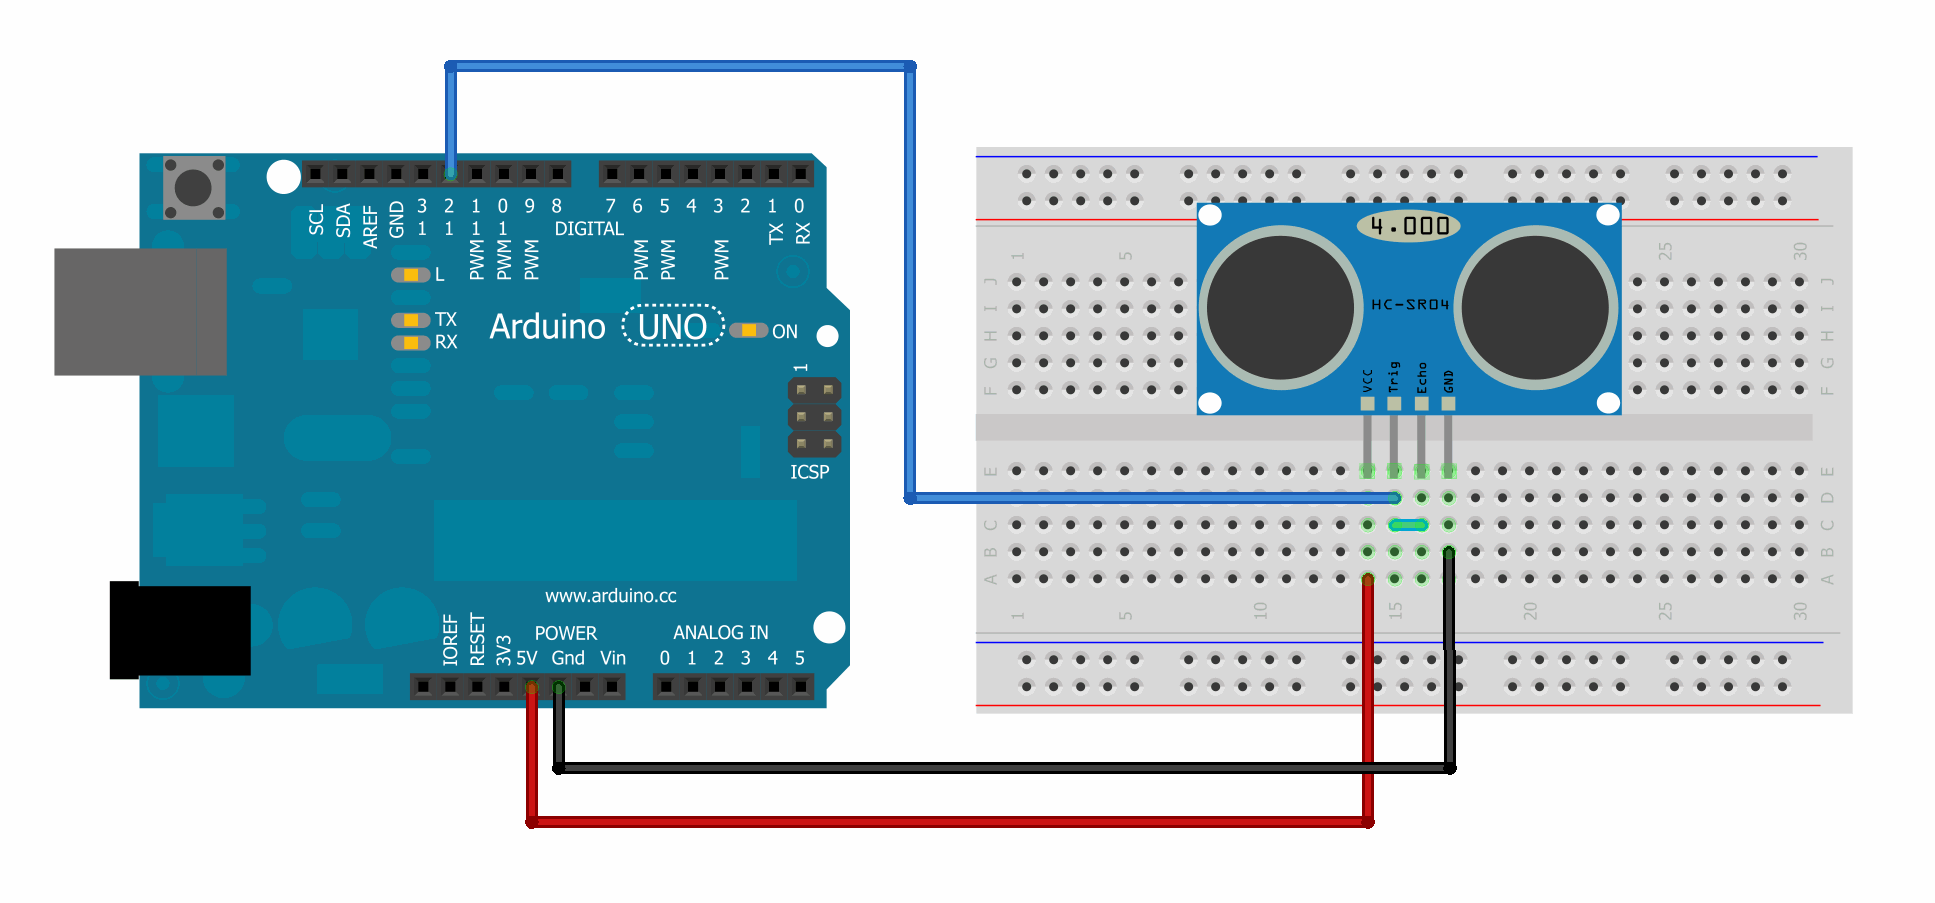 SCL SDA AREF GND 13 12 11 10 9 8 7 6 5 4 3 2 1 0
DIGITAL
PWM PWM PWM PWM PWM PWM TX RX
L
TX
RX
Arduino UNO ON
1
ICSP
www.arduino.cc
POWER ANALOG IN
IOREF RESET 3V3 5V Gnd Vin 0 1 2 3 4 5
4.000
HC-SR04
VCC Trig Echo GND
1 5 25 30
J J
I I
H H
G G
F F
E E
D D
C C
B B
A A
1 5 10 15 20 25 30